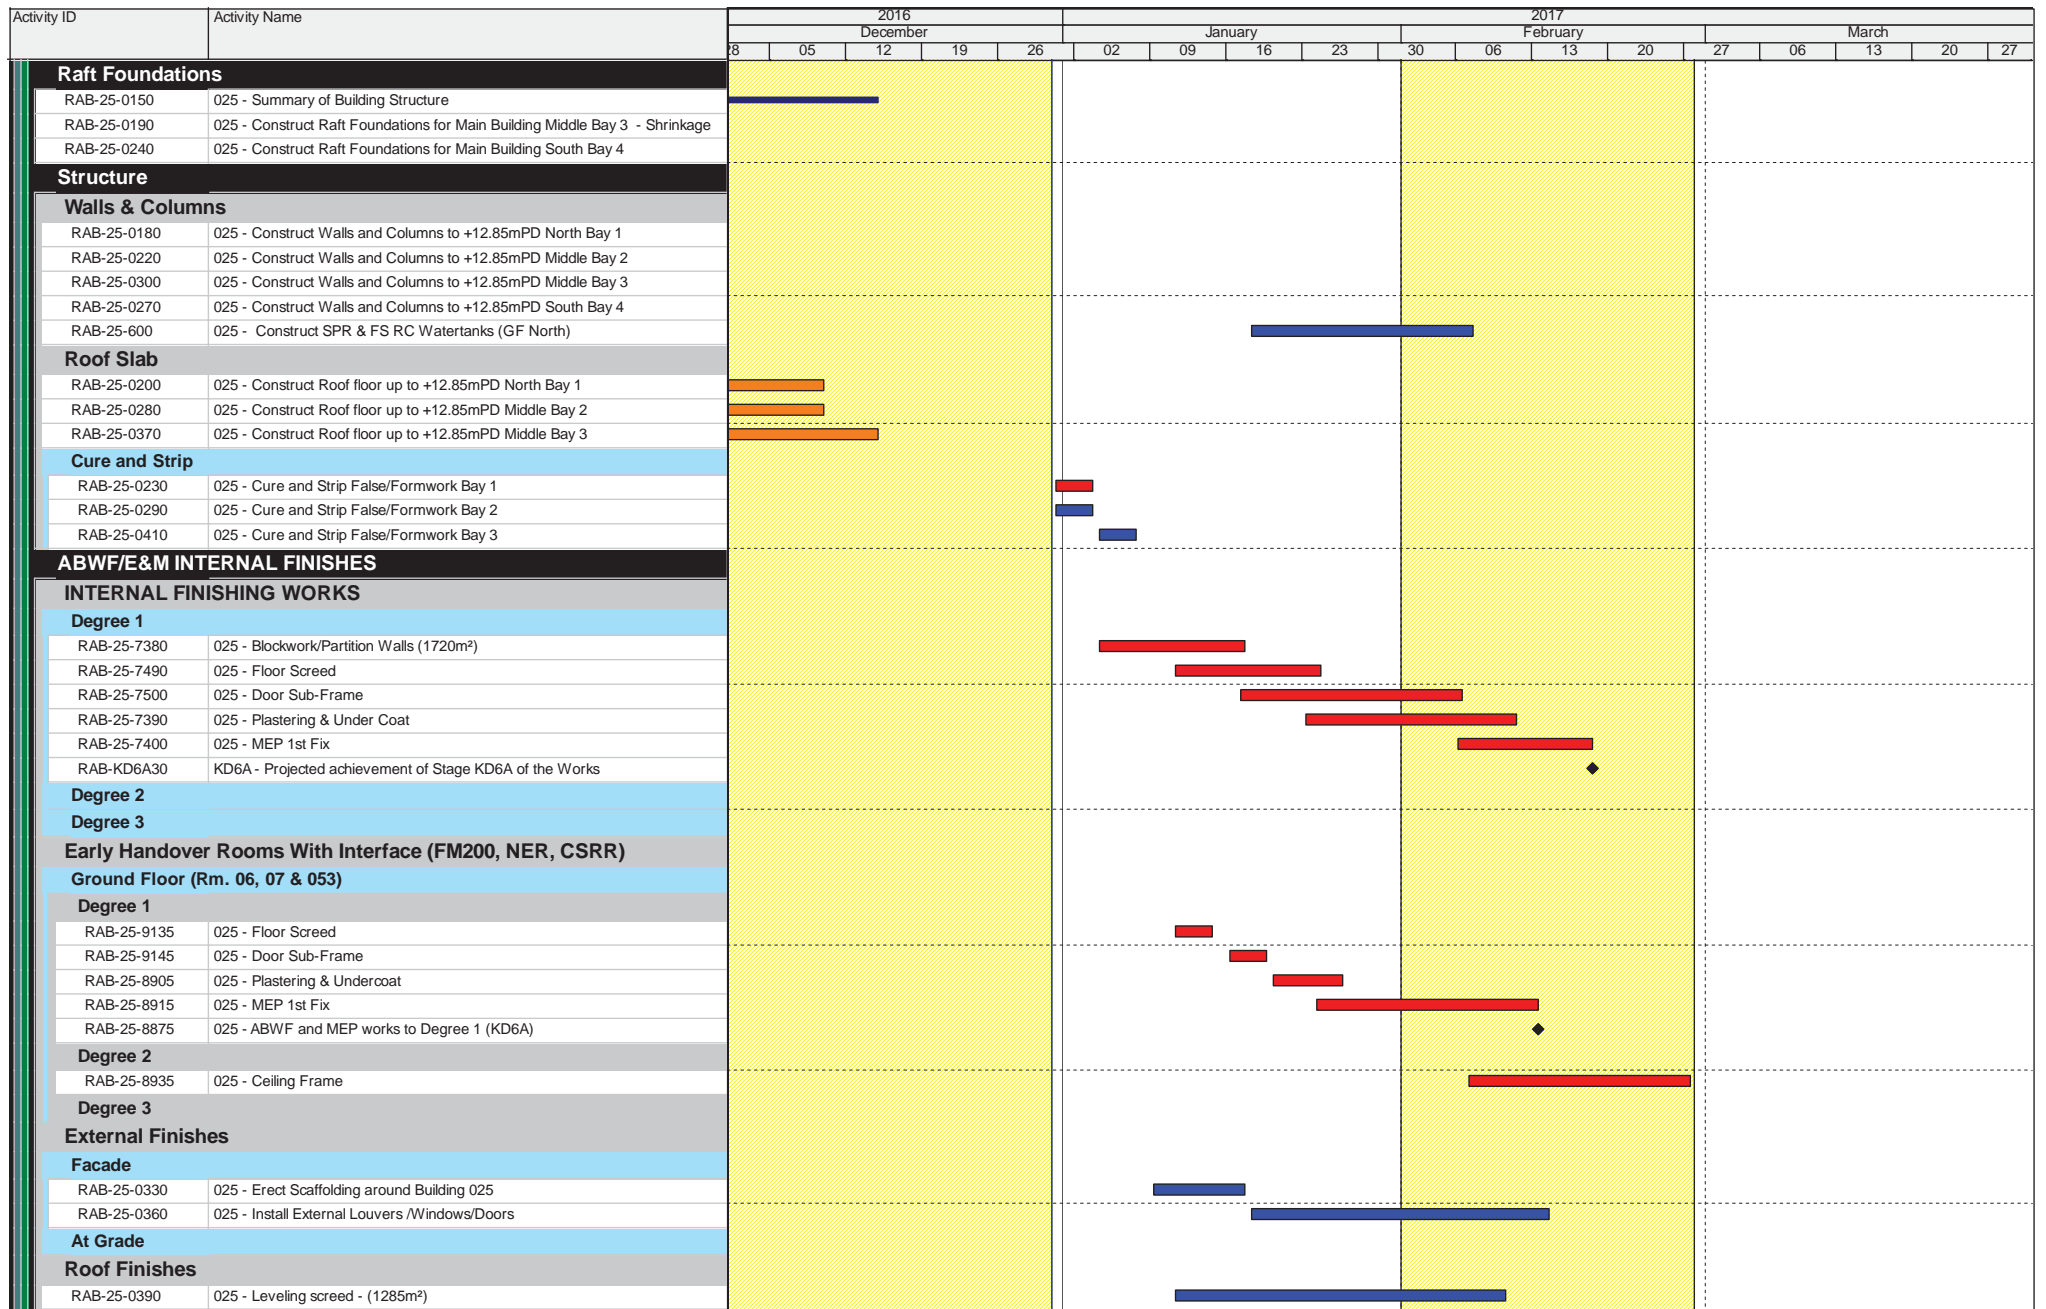 Activity ID Activity Name 2016 2017
December January February March
28 05 12 19 26 02 09 16 23 30 06 13 20 27 06 13 20 27
Raft Foundations
RAB-25-0150 025 - Summary of Building Structure
RAB-25-0190 025 - Construct Raft Foundations for Main Building Middle Bay 3 - Shrinkage
RAB-25-0240 025 - Construct Raft Foundations for Main Building South Bay 4
Structure
Walls & Columns
RAB-25-0180 025 - Construct Walls and Columns to +12.85mPD North Bay 1
RAB-25-0220 025 - Construct Walls and Columns to +12.85mPD Middle Bay 2
RAB-25-0300 025 - Construct Walls and Columns to +12.85mPD Middle Bay 3
RAB-25-0270 025 - Construct Walls and Columns to +12.85mPD South Bay 4
RAB-25-600 025 - Construct SPR & FS RC Watertanks (GF North)
Roof Slab
RAB-25-0200 025 - Construct Roof floor up to +12.85mPD North Bay 1
RAB-25-0280 025 - Construct Roof floor up to +12.85mPD Middle Bay 2
RAB-25-0370 025 - Construct Roof floor up to +12.85mPD Middle Bay 3
Cure and Strip
RAB-25-0230 025 - Cure and Strip False/Formwork Bay 1
RAB-25-0290 025 - Cure and Strip False/Formwork Bay 2
RAB-25-0410 025 - Cure and Strip False/Formwork Bay 3
ABWF/E&M INTERNAL FINISHES
INTERNAL FINISHING WORKS
Degree 1
RAB-25-7380 025 - Blockwork/Partition Walls (1720m²)
RAB-25-7490 025 - Floor Screed
RAB-25-7500 025 - Door Sub-Frame
RAB-25-7390 025 - Plastering & Under Coat
RAB-25-7400 025 - MEP 1st Fix
RAB-KD6A30 KD6A - Projected achievement of Stage KD6A of the Works
Degree 2
Degree 3
Early Handover Rooms With Interface (FM200, NER, CSRR)
Ground Floor (Rm. 06, 07 & 053)
Degree 1
RAB-25-9135 025 - Floor Screed
RAB-25-9145 025 - Door Sub-Frame
RAB-25-8905 025 - Plastering & Undercoat
RAB-25-8915 025 - MEP 1st Fix
RAB-25-8875 025 - ABWF and MEP works to Degree 1 (KD6A)
Degree 2
RAB-25-8935 025 - Ceiling Frame
Degree 3
External Finishes
Facade
RAB-25-0330 025 - Erect Scaffolding around Building 025
RAB-25-0360 025 - Install External Louvers /Windows/Doors
At Grade
Roof Finishes
RAB-25-0390 025 - Leveling screed - (1285m²)